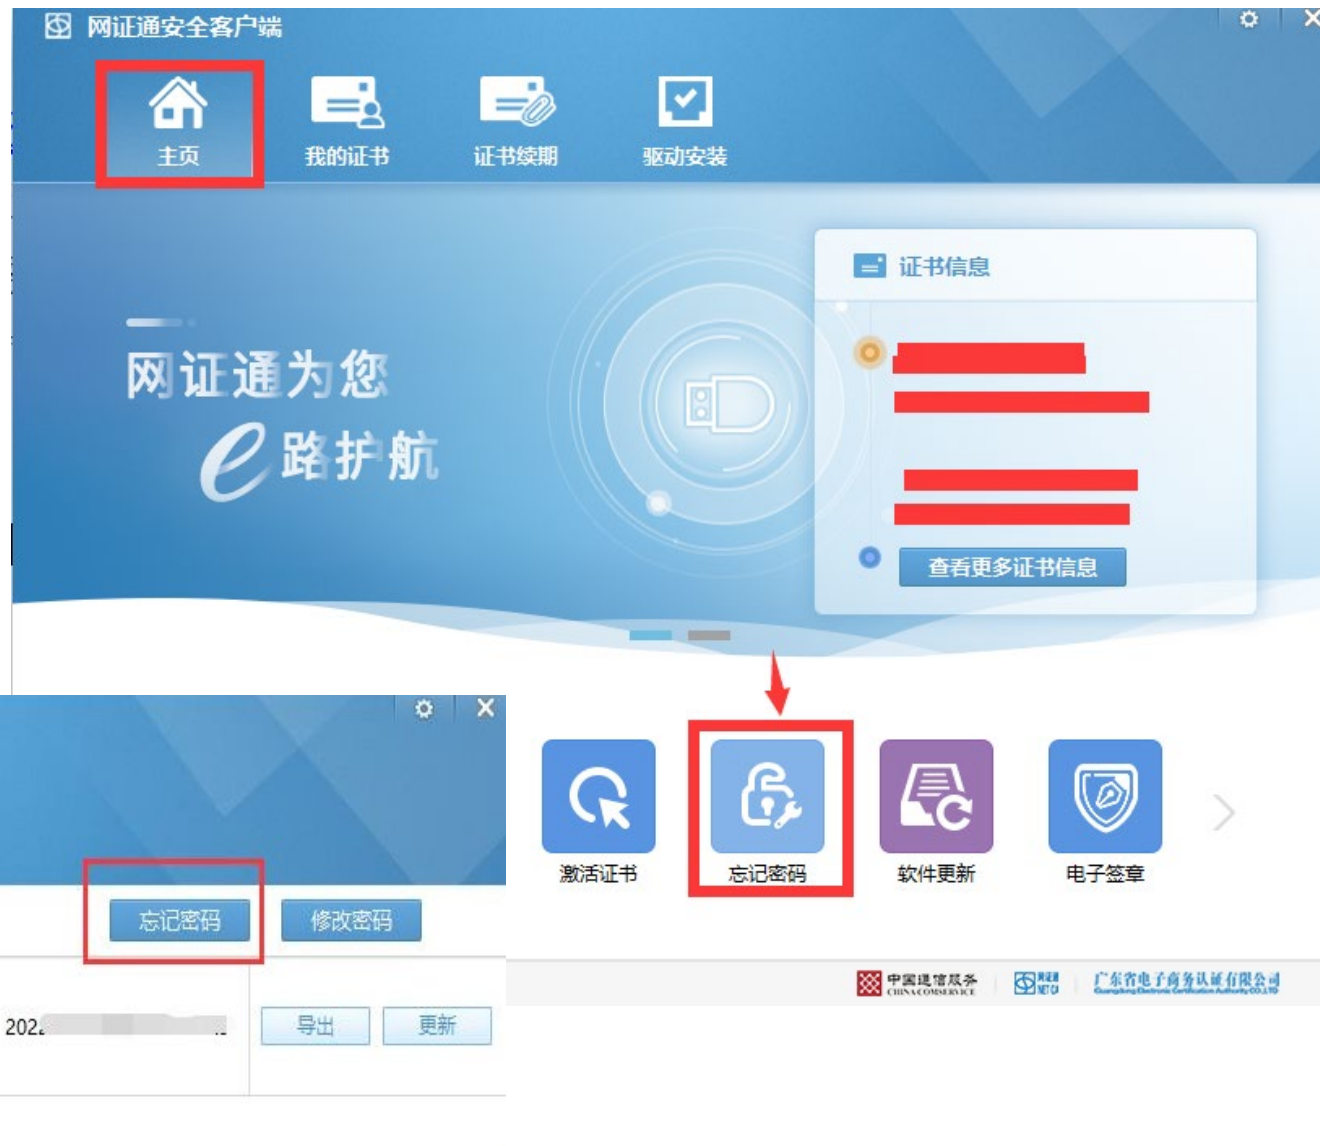 网证通安全客户端
主页
我的证书
证书续期
驱动安装
证书信息
网证通为您
e路护航
查看更多证书信息
激活证书
忘记密码
软件更新
电子签章
忘记密码
修改密码
导出
更新
中国通信服务
CHINA COMSERVICE
网证通
NETCA
广东省电子商务认证有限公司